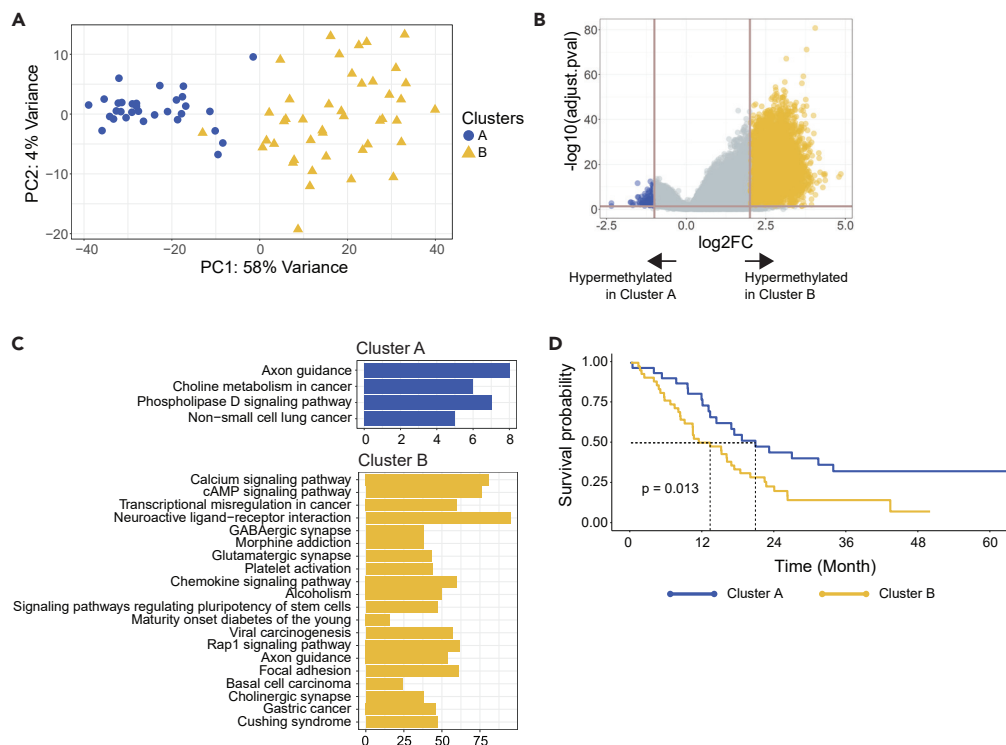 A
10
0
−10
−20
PC2: 4% Variance
−40
−20
0
20
40
PC1: 58% Variance
Clusters
A
B
B
80
60
40
20
0
-log10(adjust.pval)
-2.5
0.0
2.5
5.0
log2FC
Hypermethylated
in Cluster A
Hypermethylated
in Cluster B
C
Cluster A
Axon guidance
Choline metabolism in cancer
Phospholipase D signaling pathway
Non−small cell lung cancer
0 2 4 6 8
Cluster B
Calcium signaling pathway
cAMP signaling pathway
Transcriptional misregulation in cancer
Neuroactive ligand−receptor interaction
GABAergic synapse
Morphine addiction
Glutamatergic synapse
Platelet activation
Chemokine signaling pathway
Alcoholism
Signaling pathways regulating pluripotency of stem cells
Maturity onset diabetes of the young
Viral carcinogenesis
Rap1 signaling pathway
Axon guidance
Focal adhesion
Basal cell carcinoma
Cholinergic synapse
Gastric cancer
Cushing syndrome
0 25 50 75
D
1.00
0.75
0.50
0.25
0.00
Survival probability
p = 0.013
0 12 24 36 48 60
Time (Month)
Cluster A
Cluster B